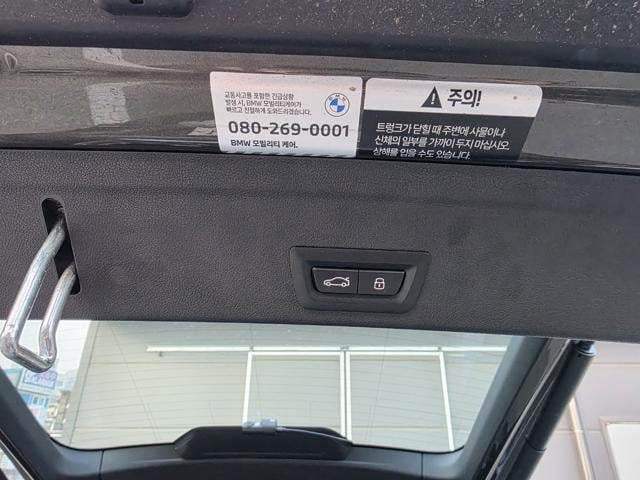 교통사고를 포함한 긴급상황
발생 시, BMW 모빌리티케어가
빠르고 친절하게 도와드리겠습니다.
BMW
080-269-0001
BMW 모빌리티 케어.
주의!
트렁크가 닫힐 때 주변에 사물이나
신체의 일부를 가까이 두지 마십시오.
상해를 입을 수도 있습니다.